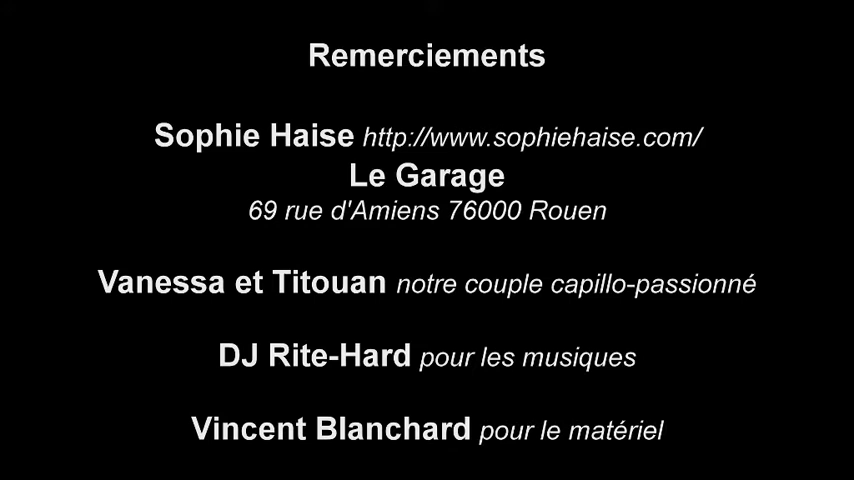 Remerciements
Sophie Haise http://www.sophiehaise.com/
Le Garage
69 rue d'Amiens 76000 Rouen
Vanessa et Titouan notre couple capillo-passionné
DJ Rite-Hard pour les musiques
Vincent Blanchard pour le matériel